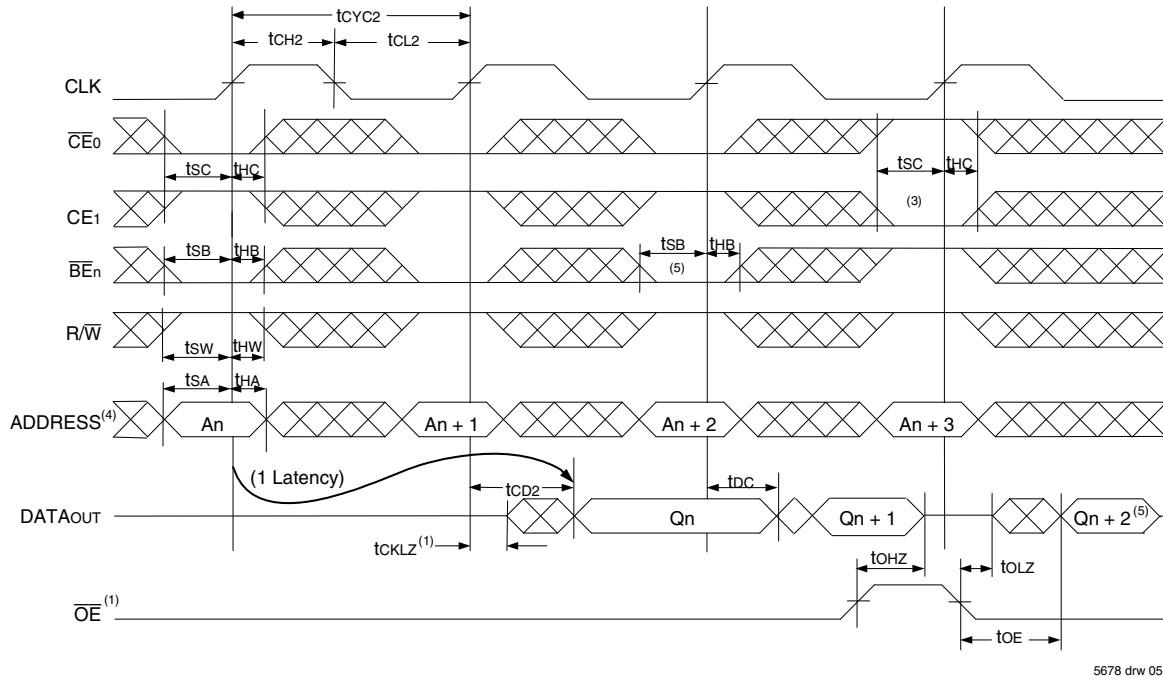 tCYC2
tCH2 tCL2
CLK
CE0
tSC tHC tSC tHC
CE1 (3)
tSB tHB tSB tHB
BEn (5)
R/W
tSW tHW
tSA tHA
ADDRESS(4) An An + 1 An + 2 An + 3
(1 Latency) tCD2 tDC
DATAOUT Qn Qn + 1 Qn + 2(5)
tCKLZ(1) tOHZ tOLZ
OE(1)
tOE
5678 drw 05